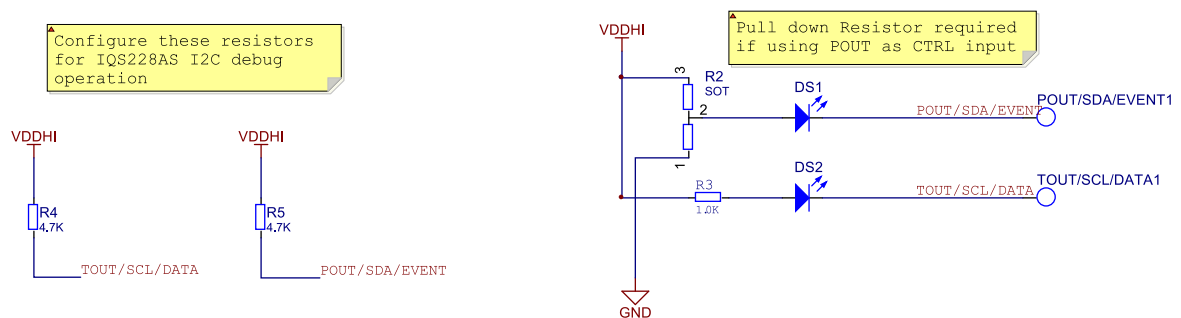 Configure these resistors
for IQS228AS I2C debug
operation
VDDHI
R4
4.7K
TOUT/SCL/DATA
VDDHI
R5
4.7K
POUT/SDA/EVENT
Pull down Resistor required
if using POUT as CTRL input
VDDHI
3
R2
SOT
2
1
DS1
POUT/SDA/EVENT
POUT/SDA/EVENT1
R3
1.0K
DS2
TOUT/SCL/DATA
TOUT/SCL/DATA1
GND